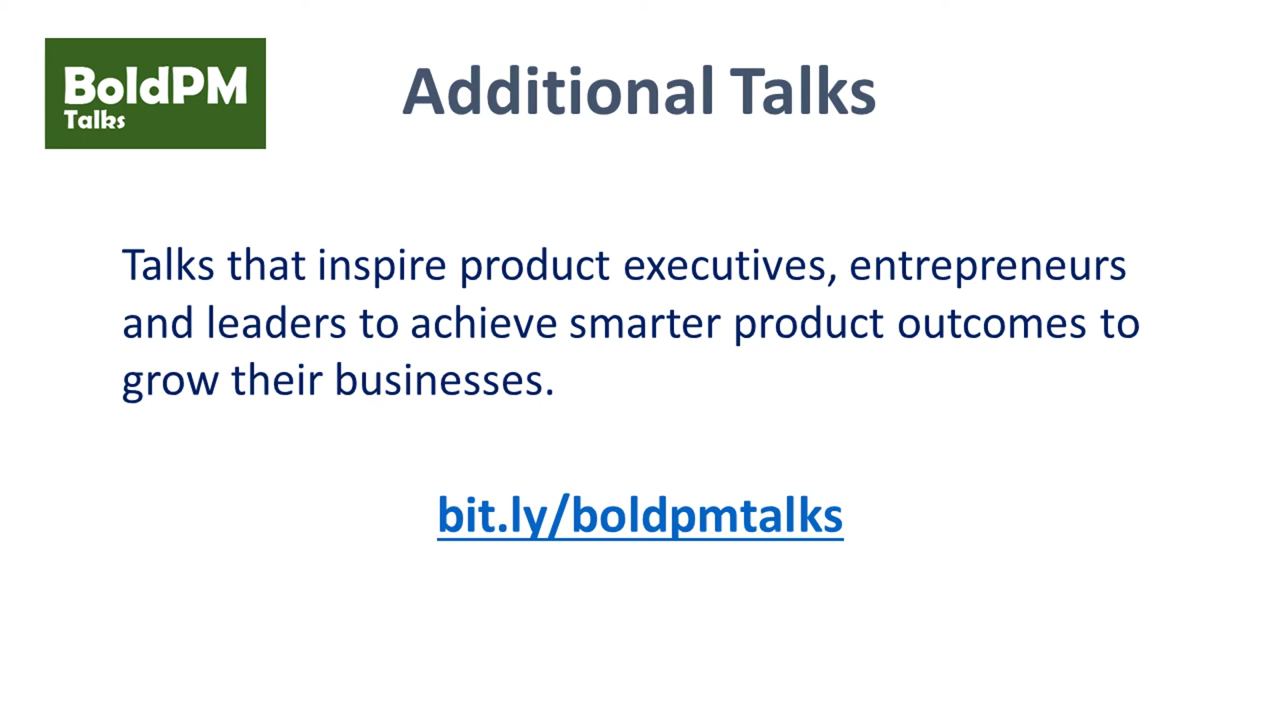 BoldPM
Talks
Additional Talks
Talks that inspire product executives, entrepreneurs
and leaders to achieve smarter product outcomes to
grow their businesses.
bit.ly/boldpmtalks